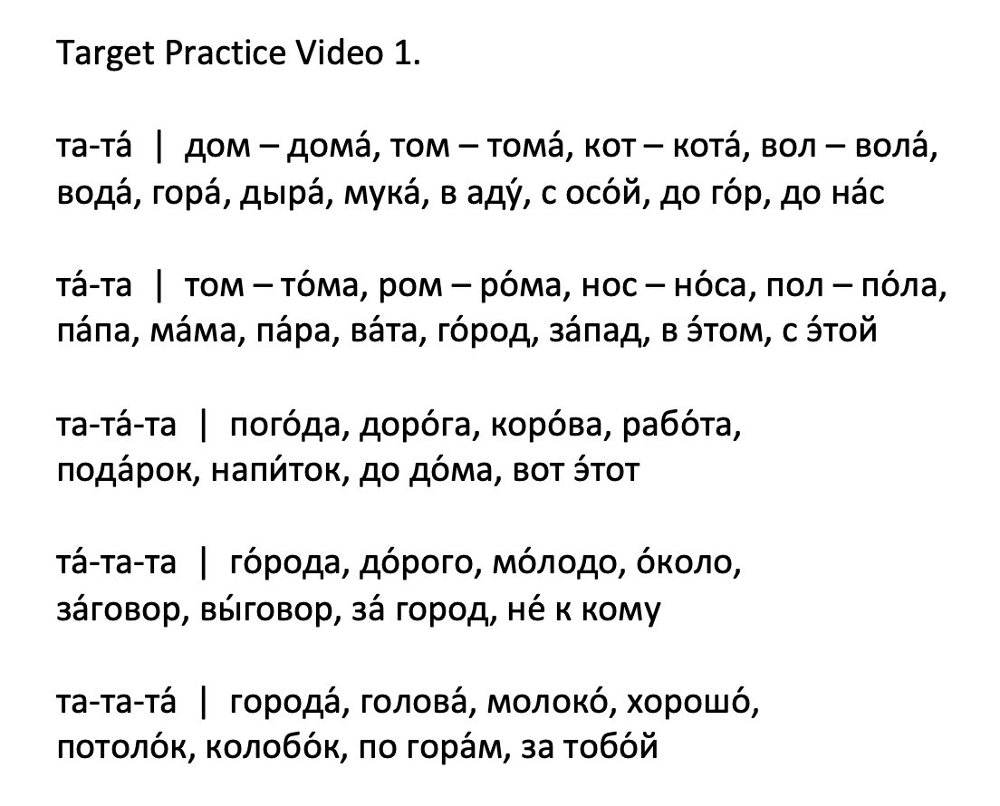 Target Practice Video 1.
та-та́ | дом – дома́, том – тома́, кот – кота́, вол – вола́,
вода́, гора́, дыра́, мука́, в аду́, с осо́й, до го́р, до на́с
та́-та | том – то́ма, ром – ро́ма, нос – но́са, пол – по́ла,
па́па, ма́ма, па́ра, ва́та, го́род, за́пад, в э́том, с э́той
та-та́-та | пого́да, доро́га, коро́ва, рабо́та,
пода́рок, напи́ток, до до́ма, вот э́тот
та́-та-та | го́рода, до́рого, мо́лодо, о́коло,
за́говор, вы́говор, за́ город, не́ к кому
та-та-та́ | города́, голова́, молоко́, хорошо́,
потоло́к, колобо́к, по гора́м, за тобо́й